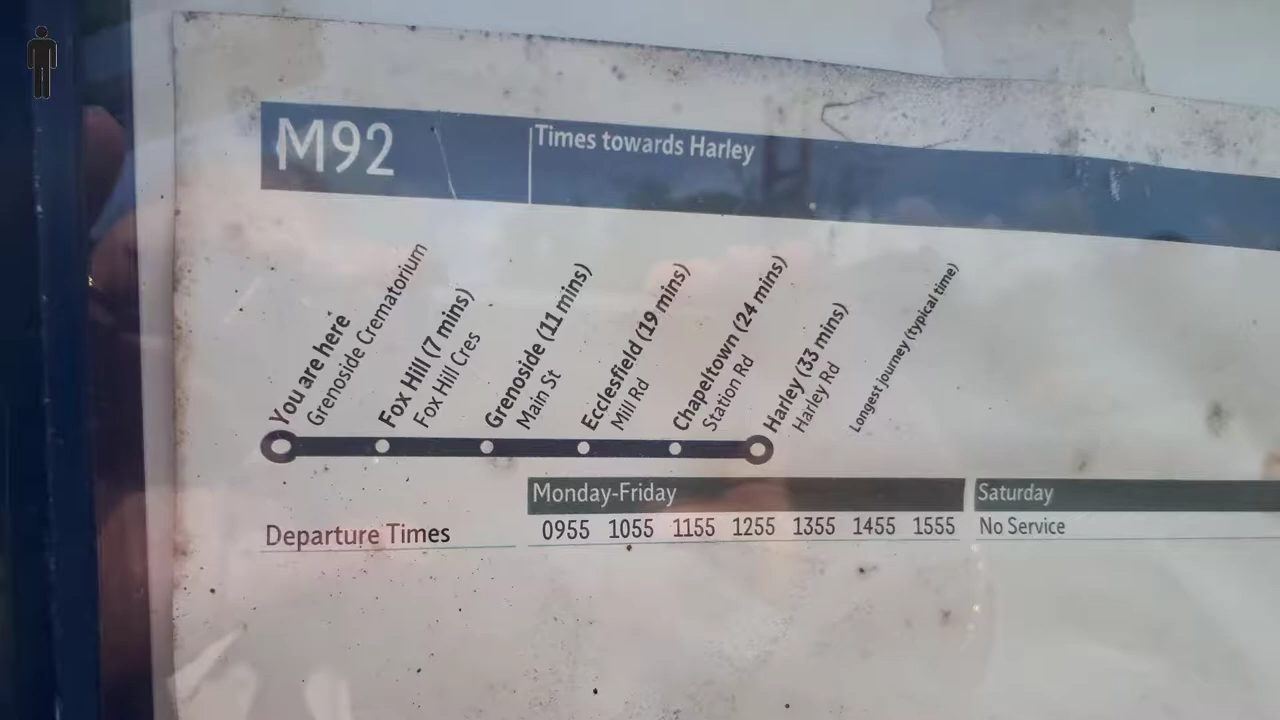 M92
Times towards Harley
You are here
Grenoside Crematorium
Fox Hill (7 mins)
Fox Hill Cres
Grenoside (11 mins)
Main St
Ecclesfield (19 mins)
Mill Rd
Chapeltown (24 mins)
Station Rd
Harley (33 mins)
Harley Rd
Longest journey (typical time)
Monday-Friday
Saturday
Departure Times
0955 1055 1155 1255 1355 1455 1555
No Service